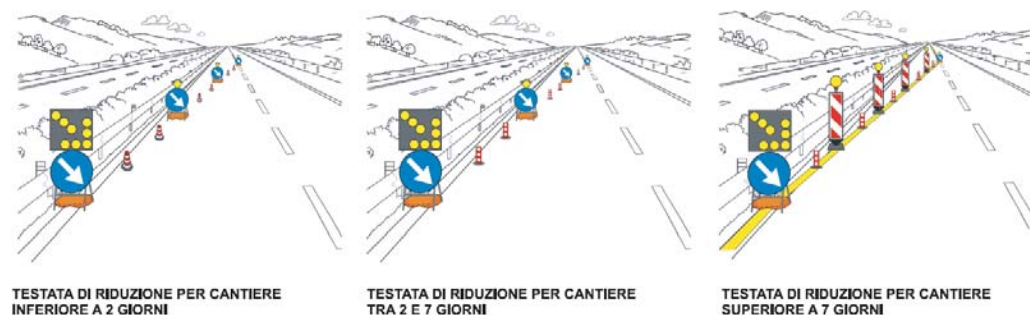 TESTATA DI RIDUZIONE PER CANTIERE
INFERIORE A 2 GIORNI
TESTATA DI RIDUZIONE PER CANTIERE
TRA 2 E 7 GIORNI
TESTATA DI RIDUZIONE PER CANTIERE
SUPERIORE A 7 GIORNI